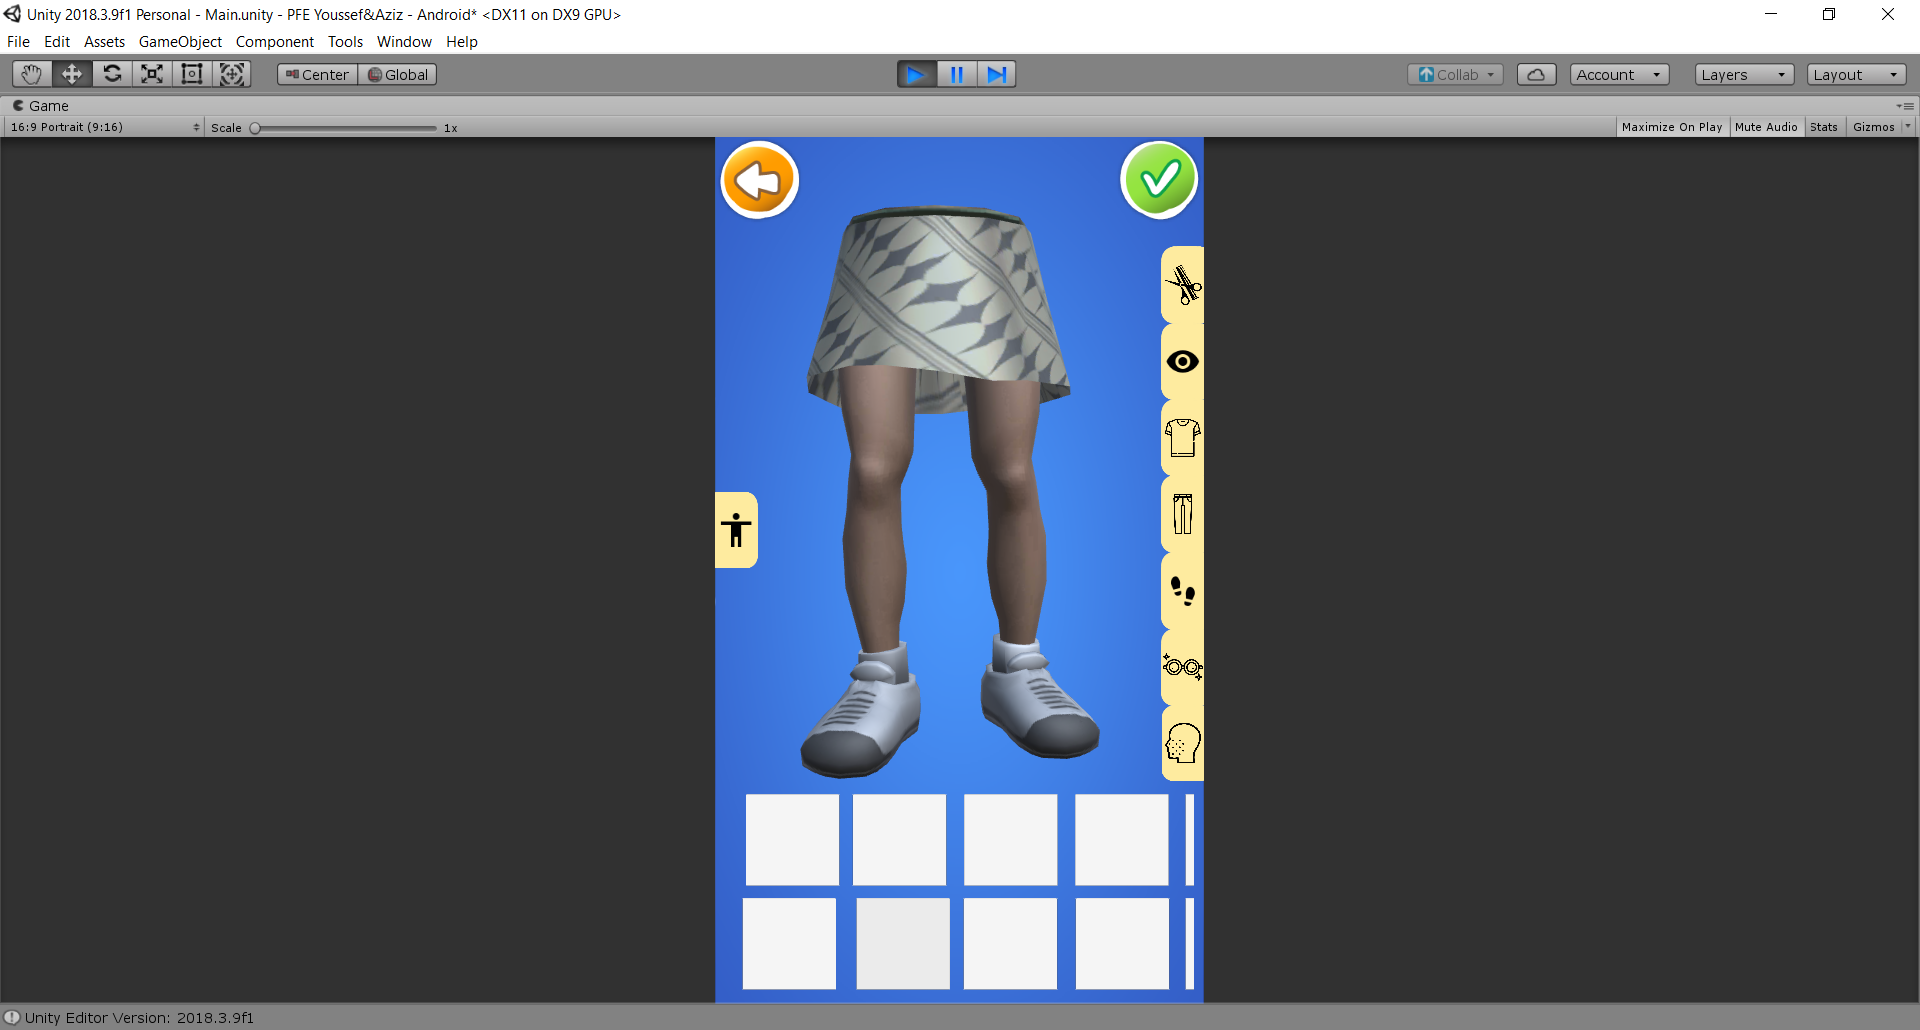 Unity 2018.3.9f1 Personal - Main.unity - PFE Youssef&Aziz - Android* <DX11 on DX9 GPU>
File Edit Assets GameObject Component Tools Window Help
Center Global Collab Account Layers Layout
Game
16:9 Portrait (9:16) Scale 1x Maximize On Play Mute Audio Stats Gizmos
Unity Editor Version: 2018.3.9f1